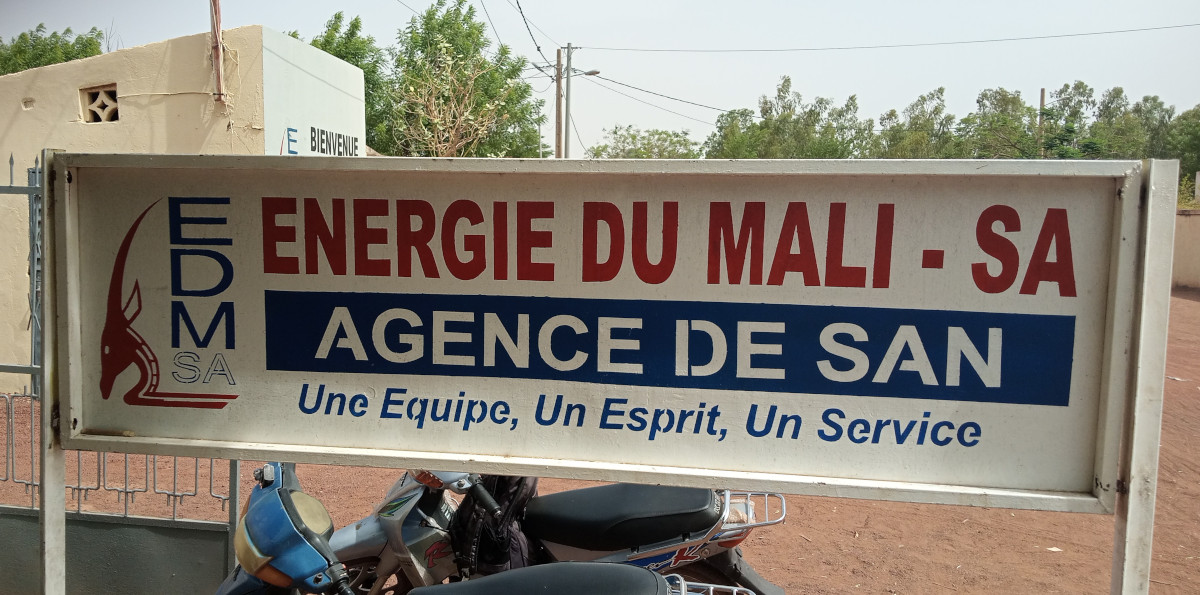 BIENVENUE
EDM
SA
ENERGIE DU MALI - SA
AGENCE DE SAN
Une Equipe, Un Esprit, Un Service